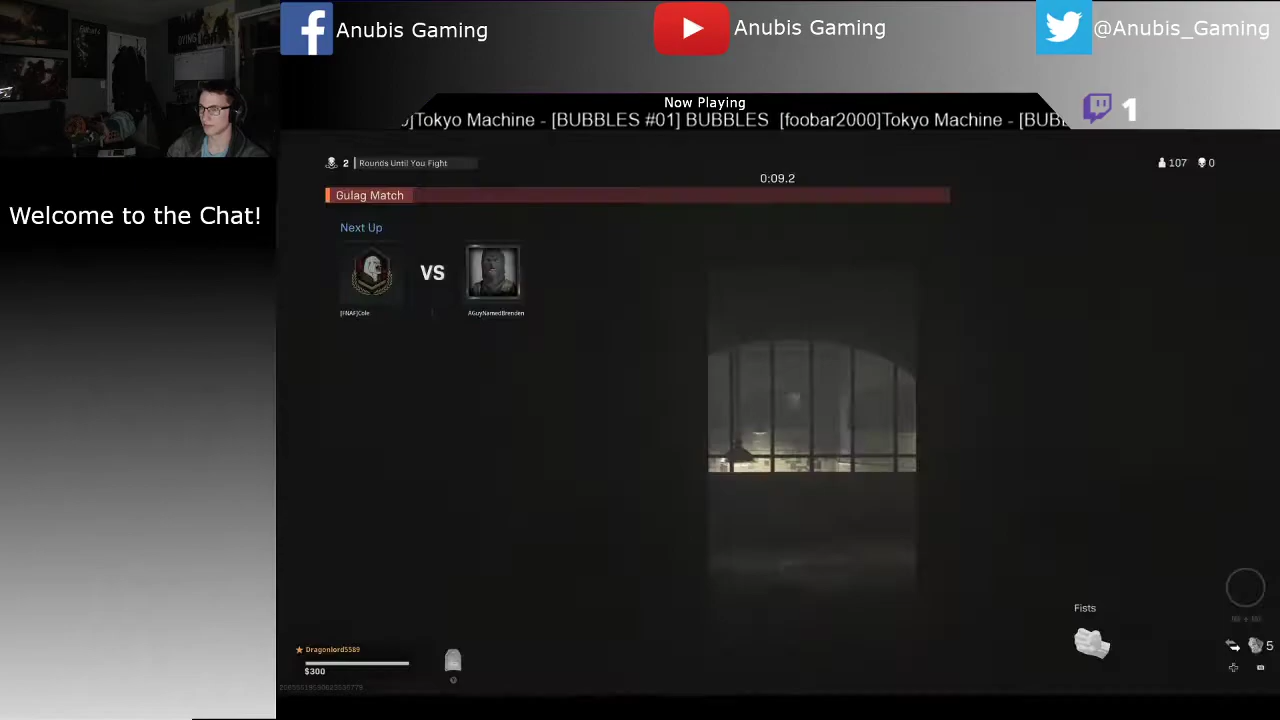 Anubis Gaming
Anubis Gaming
@Anubis_Gaming
Now Playing
]Tokyo Machine - [BUBBLES #01] BUBBLES [foobar2000]Tokyo Machine - [BUB
1
Welcome to the Chat!
2 | Rounds Until You Fight
107
0
0:09.2
Gulag Match
Next Up
VS
[FNAF]Cole
AGuyNamedBrenden
Fists
5
Dragonlord5589
$300